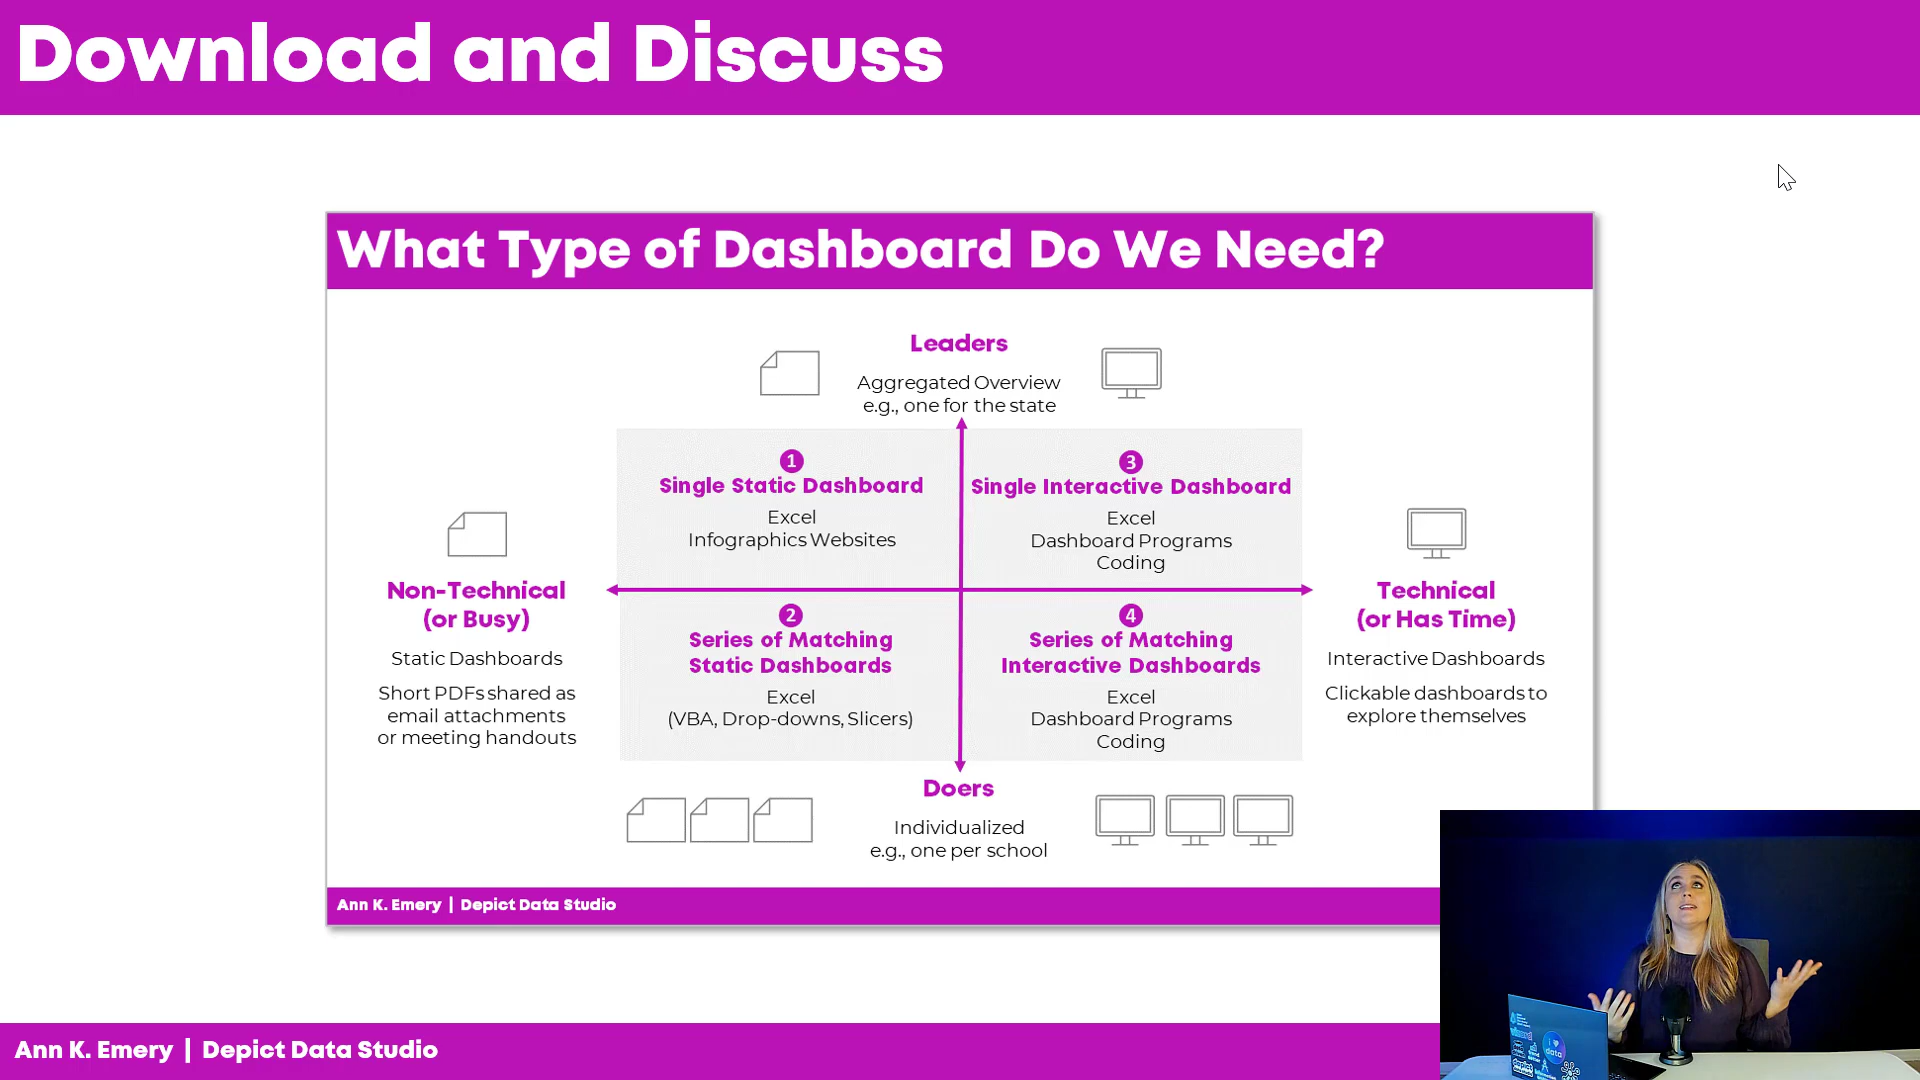 Download and Discuss
What Type of Dashboard Do We Need?
Leaders
Aggregated Overview
e.g., one for the state
1
Single Static Dashboard
Excel
Infographics Websites
3
Single Interactive Dashboard
Excel
Dashboard Programs
Coding
Non-Technical
(or Busy)
Static Dashboards
Short PDFs shared as
email attachments
or meeting handouts
Technical
(or Has Time)
Interactive Dashboards
Clickable dashboards to
explore themselves
2
Series of Matching
Static Dashboards
Excel
(VBA, Drop-downs, Slicers)
4
Series of Matching
Interactive Dashboards
Excel
Dashboard Programs
Coding
Doers
Individualized
e.g., one per school
Ann K. Emery | Depict Data Studio
Ann K. Emery | Depict Data Studio
i
data